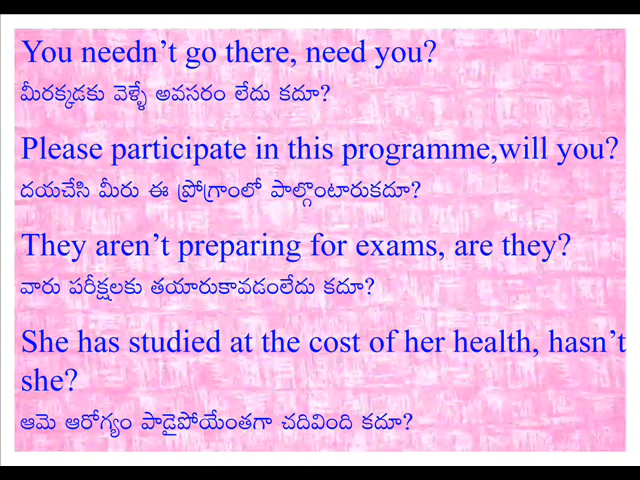 You needn't go there, need you?
మీరక్కడకు వెళ్ళే అవసరం లేదు కదూ?
Please participate in this programme,will you?
దయచేసి మీరు ఈ ప్రోగ్రాంలో పాల్గొంటారుకదూ?
They aren't preparing for exams, are they?
వారు పరీక్షలకు తయారుకావడంలేదు కదూ?
She has studied at the cost of her health, hasn't
she?
ఆమె ఆరోగ్యం పాడైపోయేంతగా చదివింది కదూ?